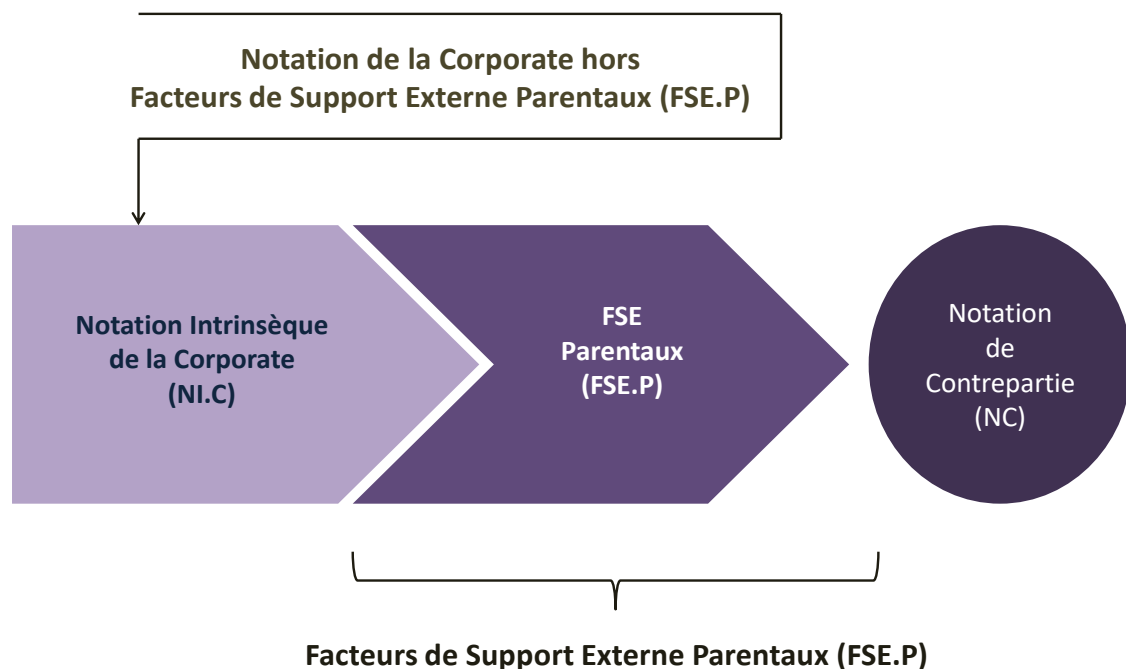 Notation de la Corporate hors
Facteurs de Support Externe Parentaux (FSE.P)
Notation Intrinsèque
de la Corporate
(NI.C)
FSE
Parentaux
(FSE.P)
Notation
de
Contrepartie
(NC)
Facteurs de Support Externe Parentaux (FSE.P)